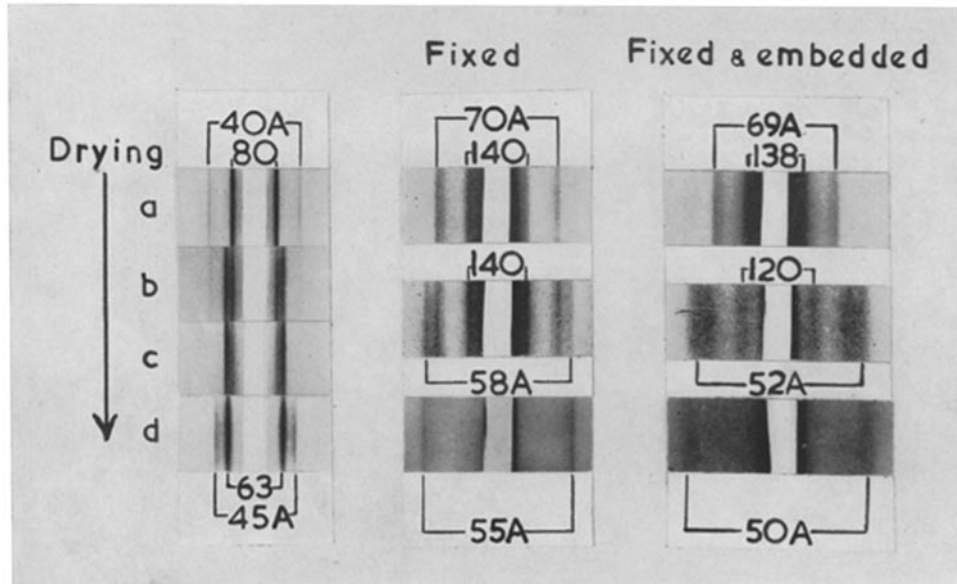 Fixed
Fixed & embedded
40A
80
70A
140
69A
138
Drying
a
b
140
120
c
58A
52A
d
63
45A
55A
50A